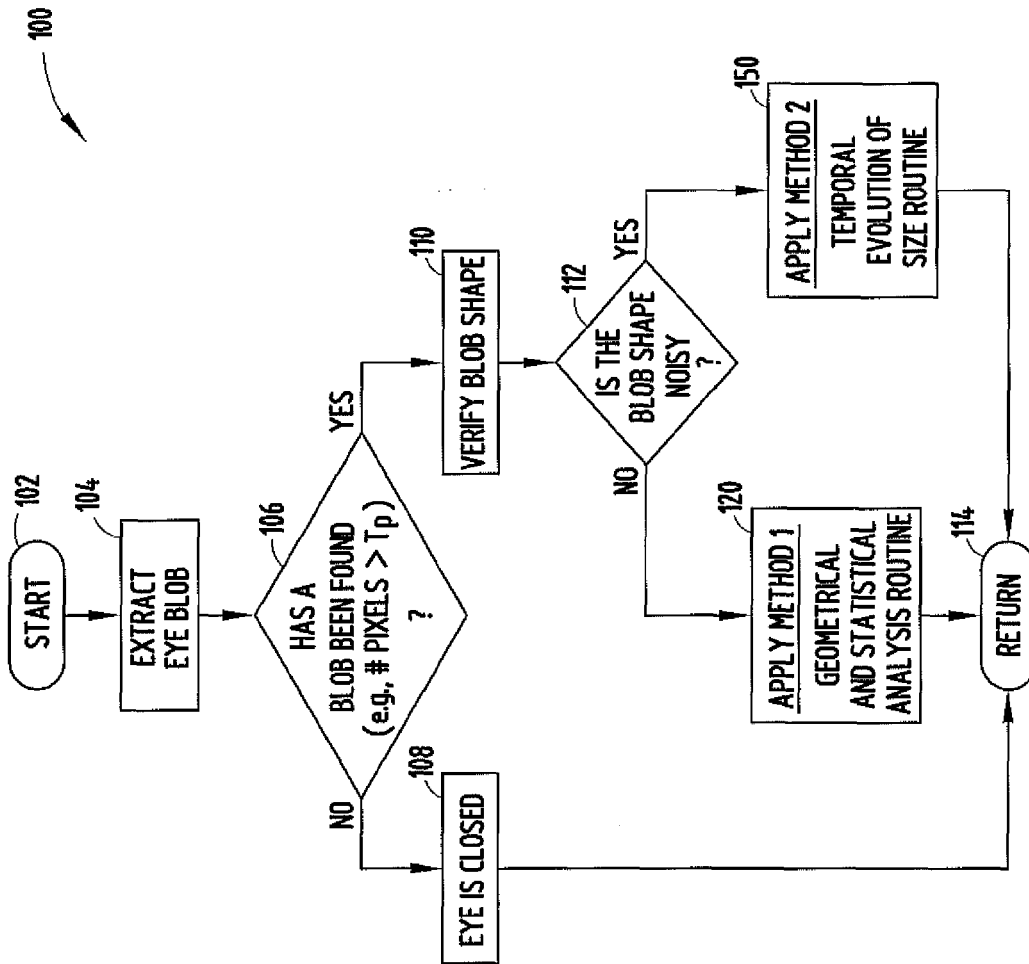 100
102
START
104
EXTRACT
EYE BLOB
106
HAS A
BLOB BEEN FOUND
(e.g., # PIXELS > Tp)
?
NO
YES
108
EYE IS CLOSED
110
VERIFY BLOB SHAPE
112
IS THE
BLOB SHAPE
NOISY
?
NO
YES
120
APPLY METHOD 1
GEOMETRICAL
AND STATISTICAL
ANALYSIS ROUTINE
150
APPLY METHOD 2
TEMPORAL
EVOLUTION OF
SIZE ROUTINE
114
RETURN